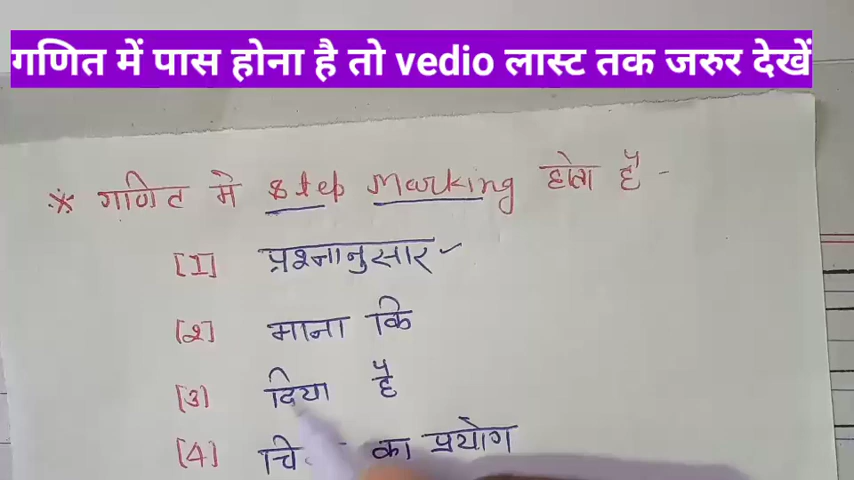 गणित में पास होना है तो vedio लास्ट तक जरुर देखें
* गणित मे step marking होता है -
[1] प्रश्नानुसार ✓
[2] माना कि
[3] दिया है
[4] का प्रयोग